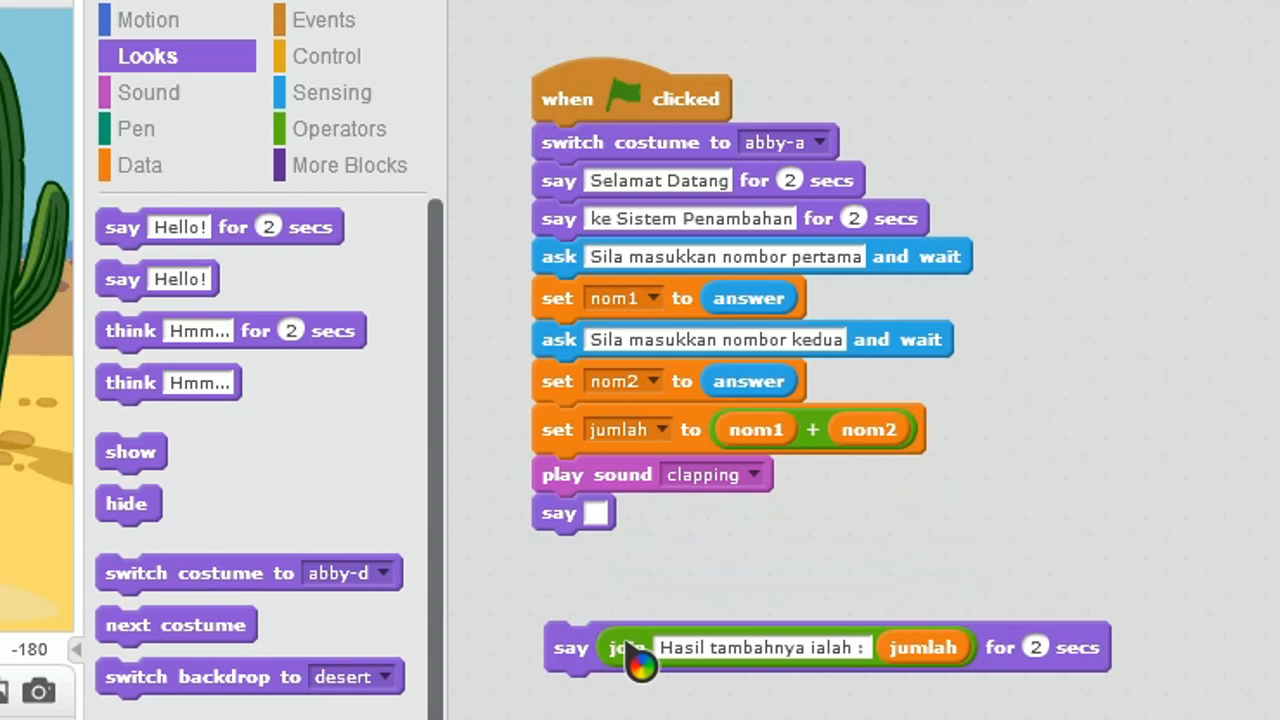 Motion
Events
Looks
Control
Sound
Sensing
Pen
Operators
Data
More Blocks
say Hello! for 2 secs
say Hello!
think Hmm... for 2 secs
think Hmm...
show
hide
switch costume to abby-d
next costume
switch backdrop to desert
-180
when clicked
switch costume to abby-a
say Selamat Datang for 2 secs
say ke Sistem Penambahan for 2 secs
ask Sila masukkan nombor pertama and wait
set nom1 to answer
ask Sila masukkan nombor kedua and wait
set nom2 to answer
set jumlah to nom1 + nom2
play sound clapping
say
say Hasil tambahnya ialah : jumlah for 2 secs